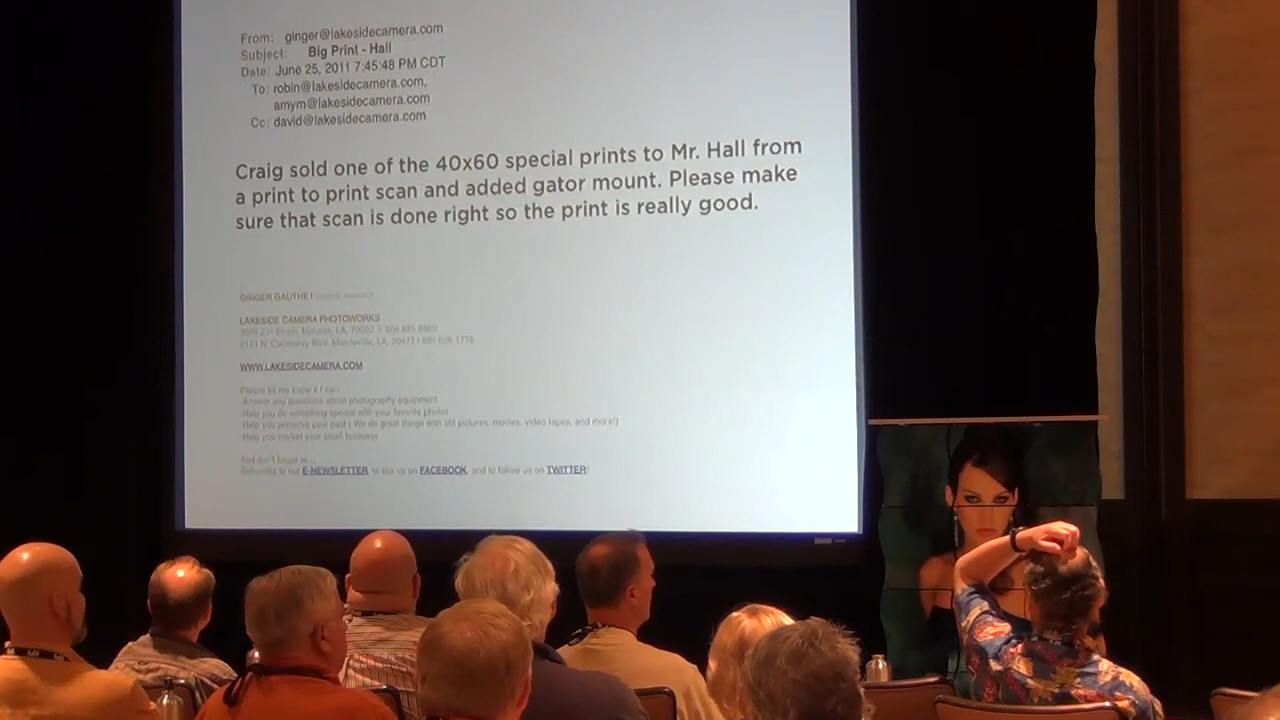 From: ginger@lakesidecamera.com
Subject: Big Print - Hall
Date: June 25, 2011 7:45:48 PM CDT
To: robin@lakesidecamera.com,
amym@lakesidecamera.com
Cc: david@lakesidecamera.com
Craig sold one of the 40x60 special prints to Mr. Hall from
a print to print scan and added gator mount. Please make
sure that scan is done right so the print is really good.
GINGER GAUTHE |
LAKESIDE CAMERA PHOTOWORKS
WWW.LAKESIDECAMERA.COM
Please let me know if I can:
-Answer any questions about photography equipment
-Help you do something special with your favorite photos
-Help you preserve your past ( We do great things with old pictures, movies, video tapes, and more!)
-Help you market your small business
And don't forget to...
Subscribe to our E-NEWSLETTER, to like us on FACEBOOK, and to follow us on TWITTER!